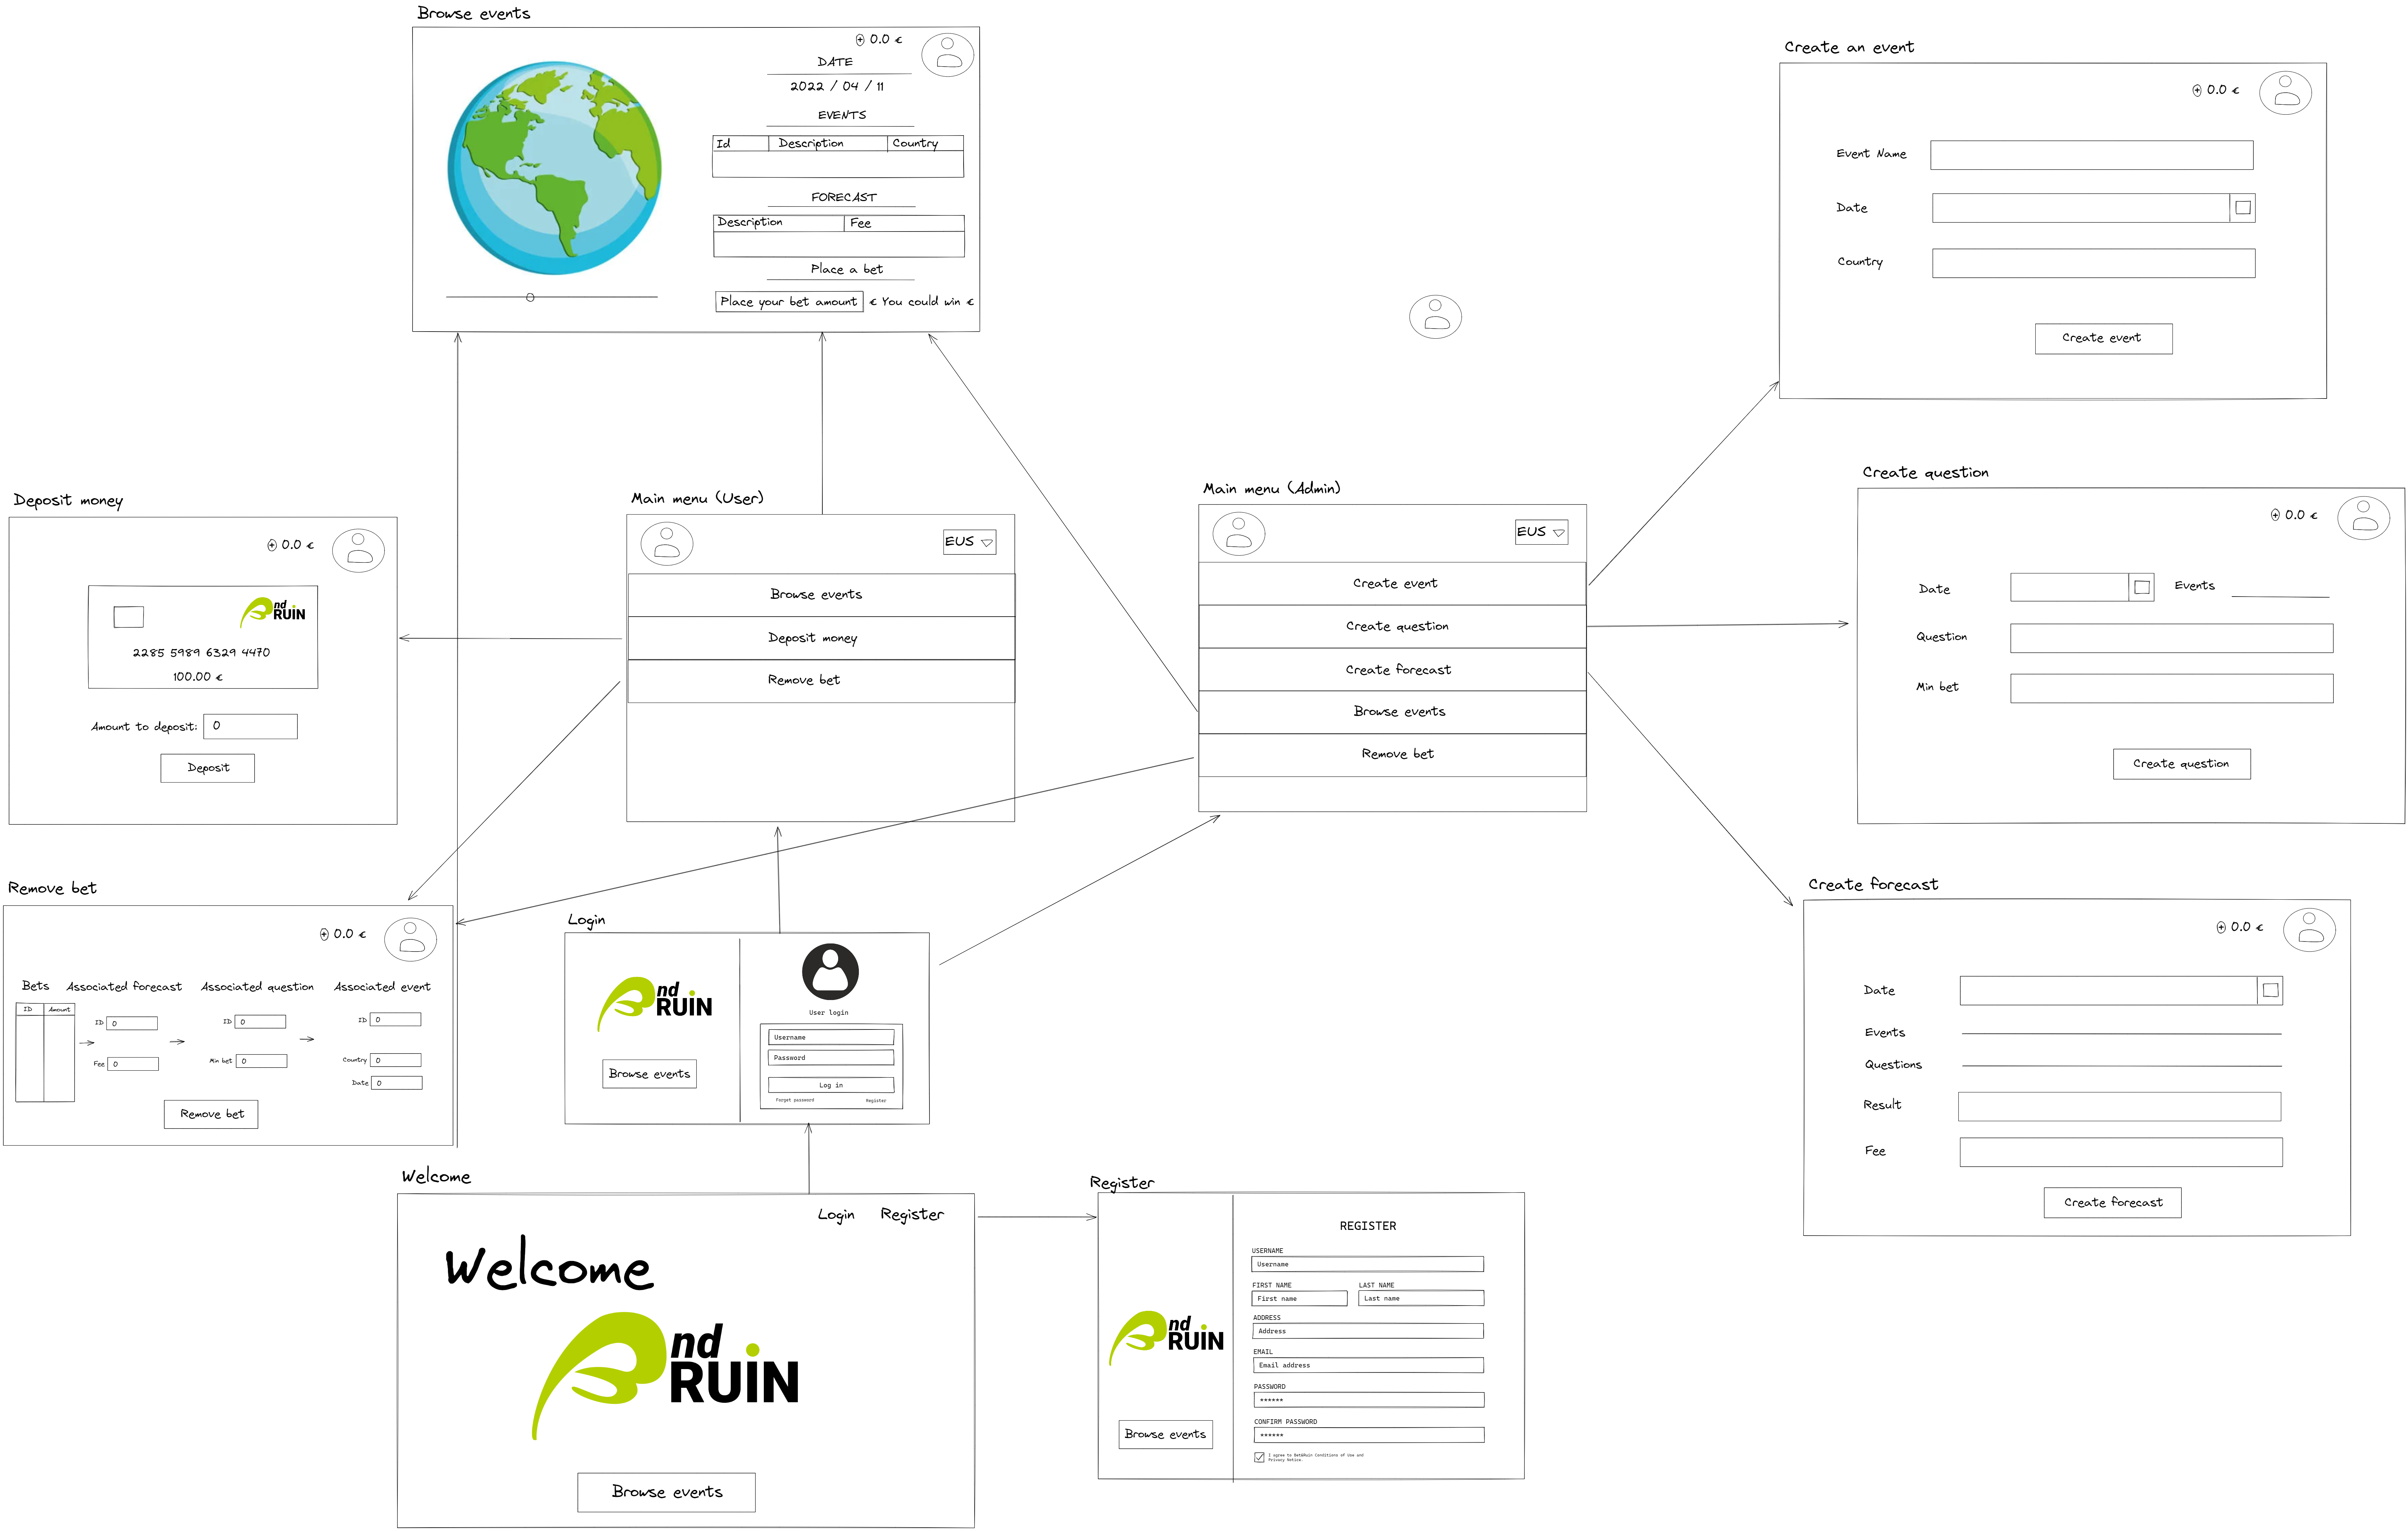 Browse events
+ 0.0 €
DATE
2022 / 04 / 11
EVENTS
Id Description Country
FORECAST
Description Fee
Place a bet
Place your bet amount € You could win €
Create an event
+ 0.0 €
Event Name
Date
Country
Create event
Deposit money
+ 0.0 €
nd
RUIN
2285 5989 6329 4470
100.00 €
Amount to deposit: 0
Deposit
Main menu (User)
EUS
Browse events
Deposit money
Remove bet
Main menu (Admin)
EUS
Create event
Create question
Create forecast
Browse events
Remove bet
Create question
+ 0.0 €
Date Events
Question
Min bet
Create question
Remove bet
+ 0.0 €
Bets Associated forecast Associated question Associated event
ID Amount
ID 0
Fee 0
ID 0
Min bet 0
ID 0
Country 0
Date 0
Remove bet
Login
nd
RUIN
Browse events
User login
Username
Password
Log in
Forget password Register
Create forecast
+ 0.0 €
Date
Events
Questions
Result
Fee
Create forecast
Welcome
Login Register
Welcome
nd
RUIN
Browse events
Register
nd
RUIN
Browse events
REGISTER
USERNAME
Username
FIRST NAME LAST NAME
First name Last name
ADDRESS
Address
EMAIL
Email address
PASSWORD
******
CONFIRM PASSWORD
******
I agree to Bet&Ruin Conditions of Use and
Privacy Notice.